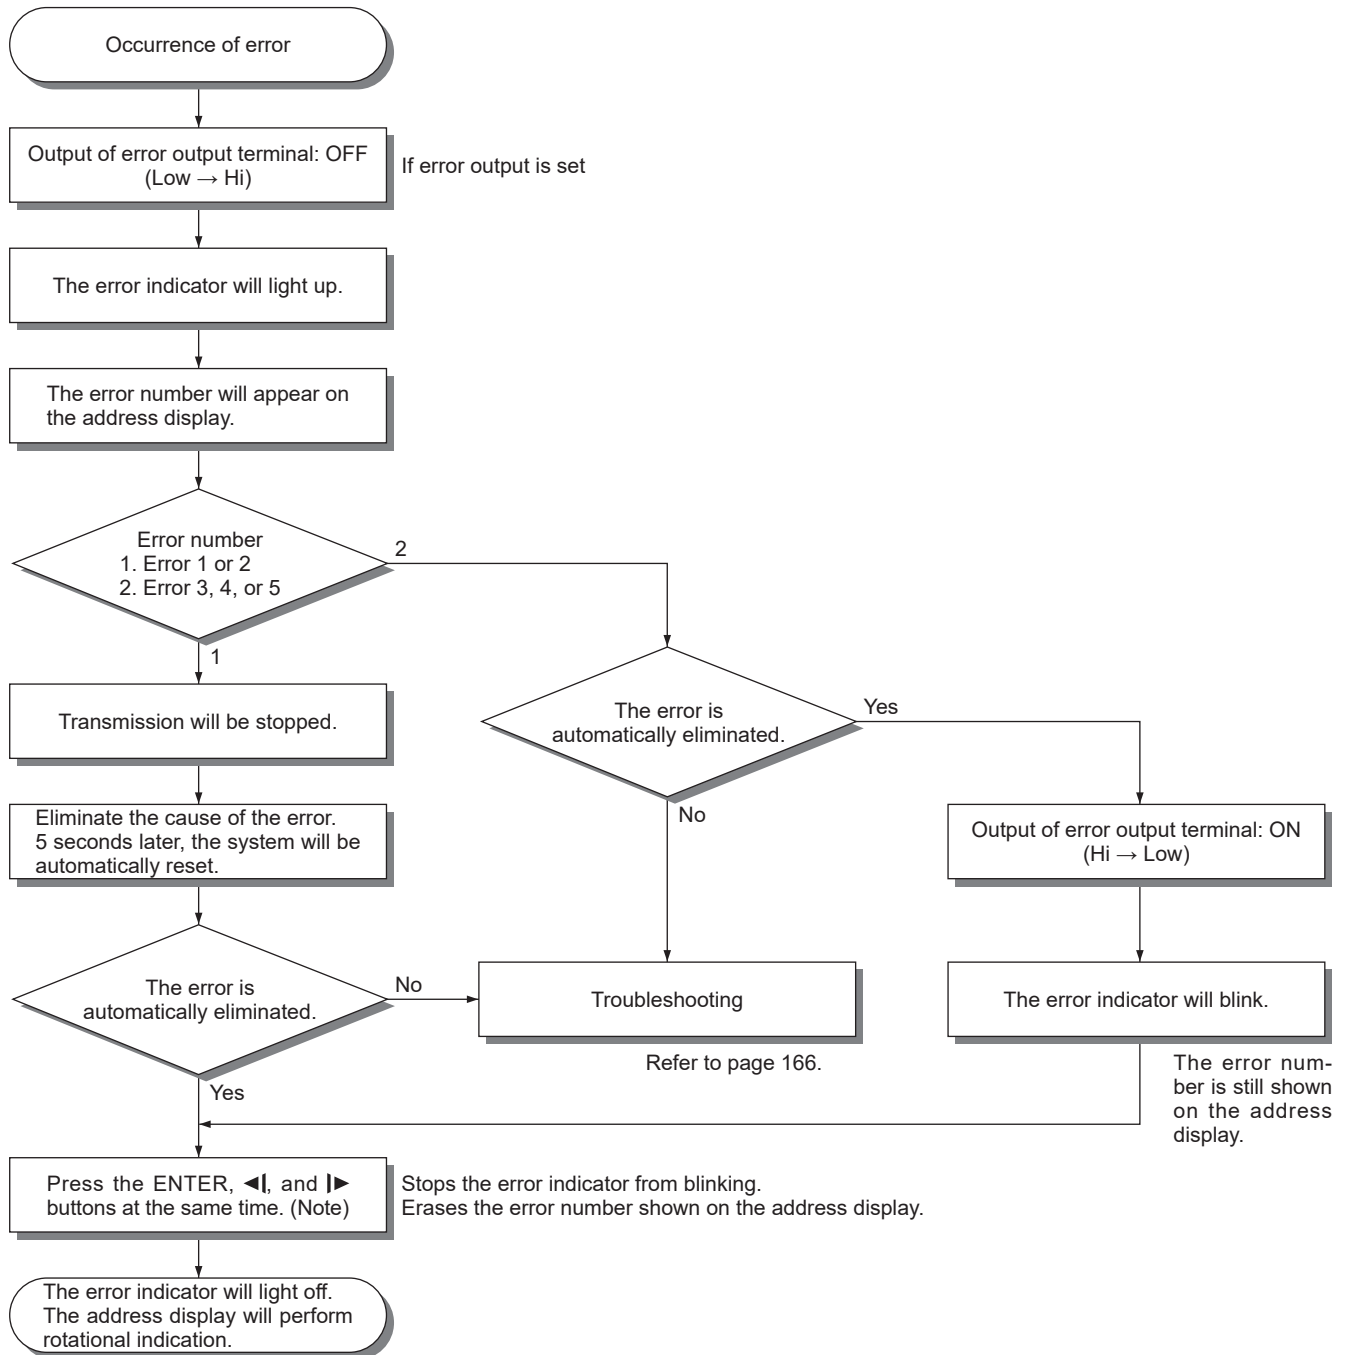 Occurrence of error
Output of error output terminal: OFF
(Low → Hi)
If error output is set
The error indicator will light up.
The error number will appear on
the address display.
Error number
1. Error 1 or 2
2. Error 3, 4, or 5
2
1
Transmission will be stopped.
The error is
automatically eliminated.
Yes
No
Eliminate the cause of the error.
5 seconds later, the system will be
automatically reset.
Output of error output terminal: ON
(Hi → Low)
The error is
automatically eliminated.
No
Yes
Troubleshooting
Refer to page 166.
The error indicator will blink.
The error num-
ber is still shown
on the address
display.
Press the ENTER, ◄[, and ]► 
buttons at the same time. (Note)
Stops the error indicator from blinking.
Erases the error number shown on the address display.
The error indicator will light off.
The address display will perform
rotational indication.